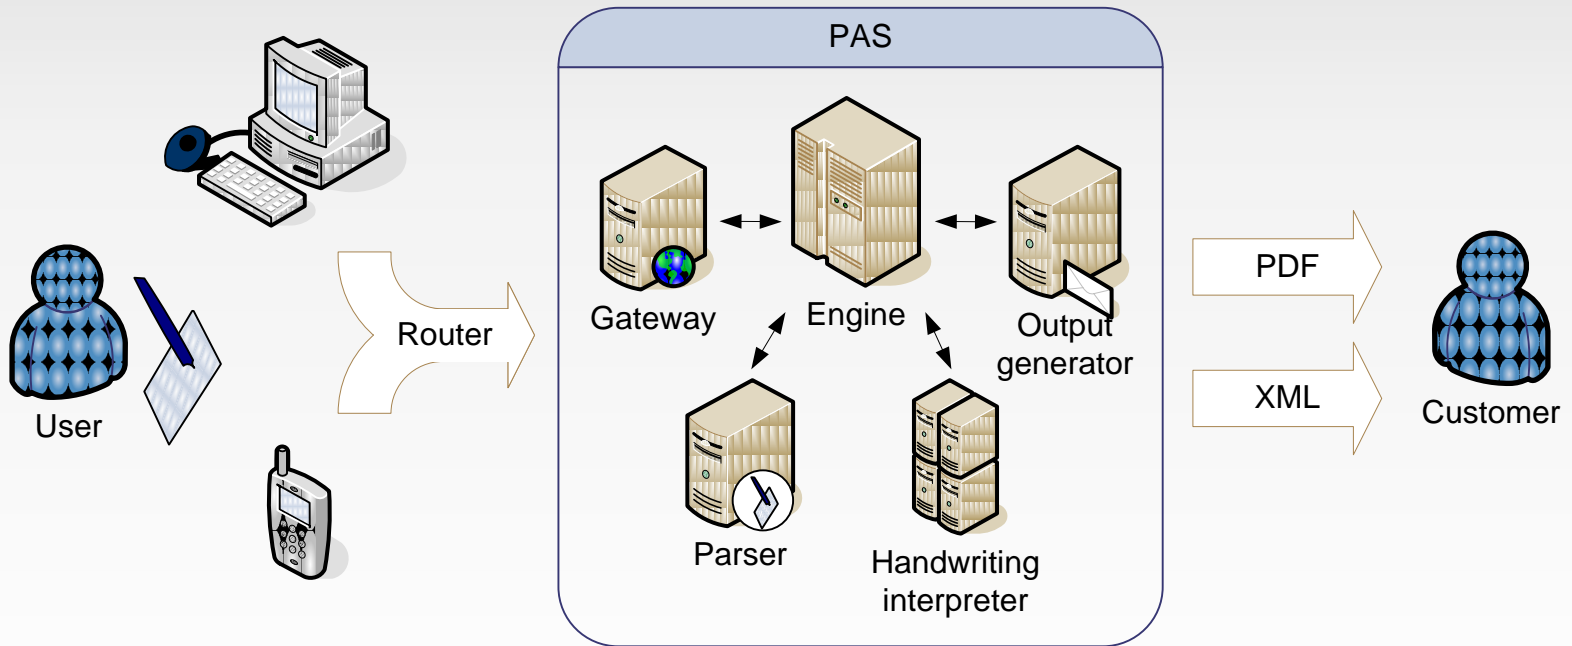 PAS
User
Router
Gateway
Engine
Output
generator
Parser
Handwriting
interpreter
PDF
XML
Customer